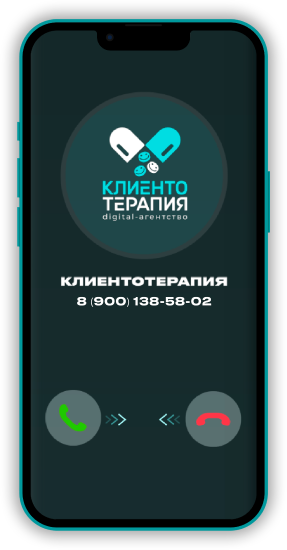 КЛИЕНТО
ТЕРАПИЯ
digital-агентство
КЛИЕНТОТЕРАПИЯ
8 (900) 138-58-02